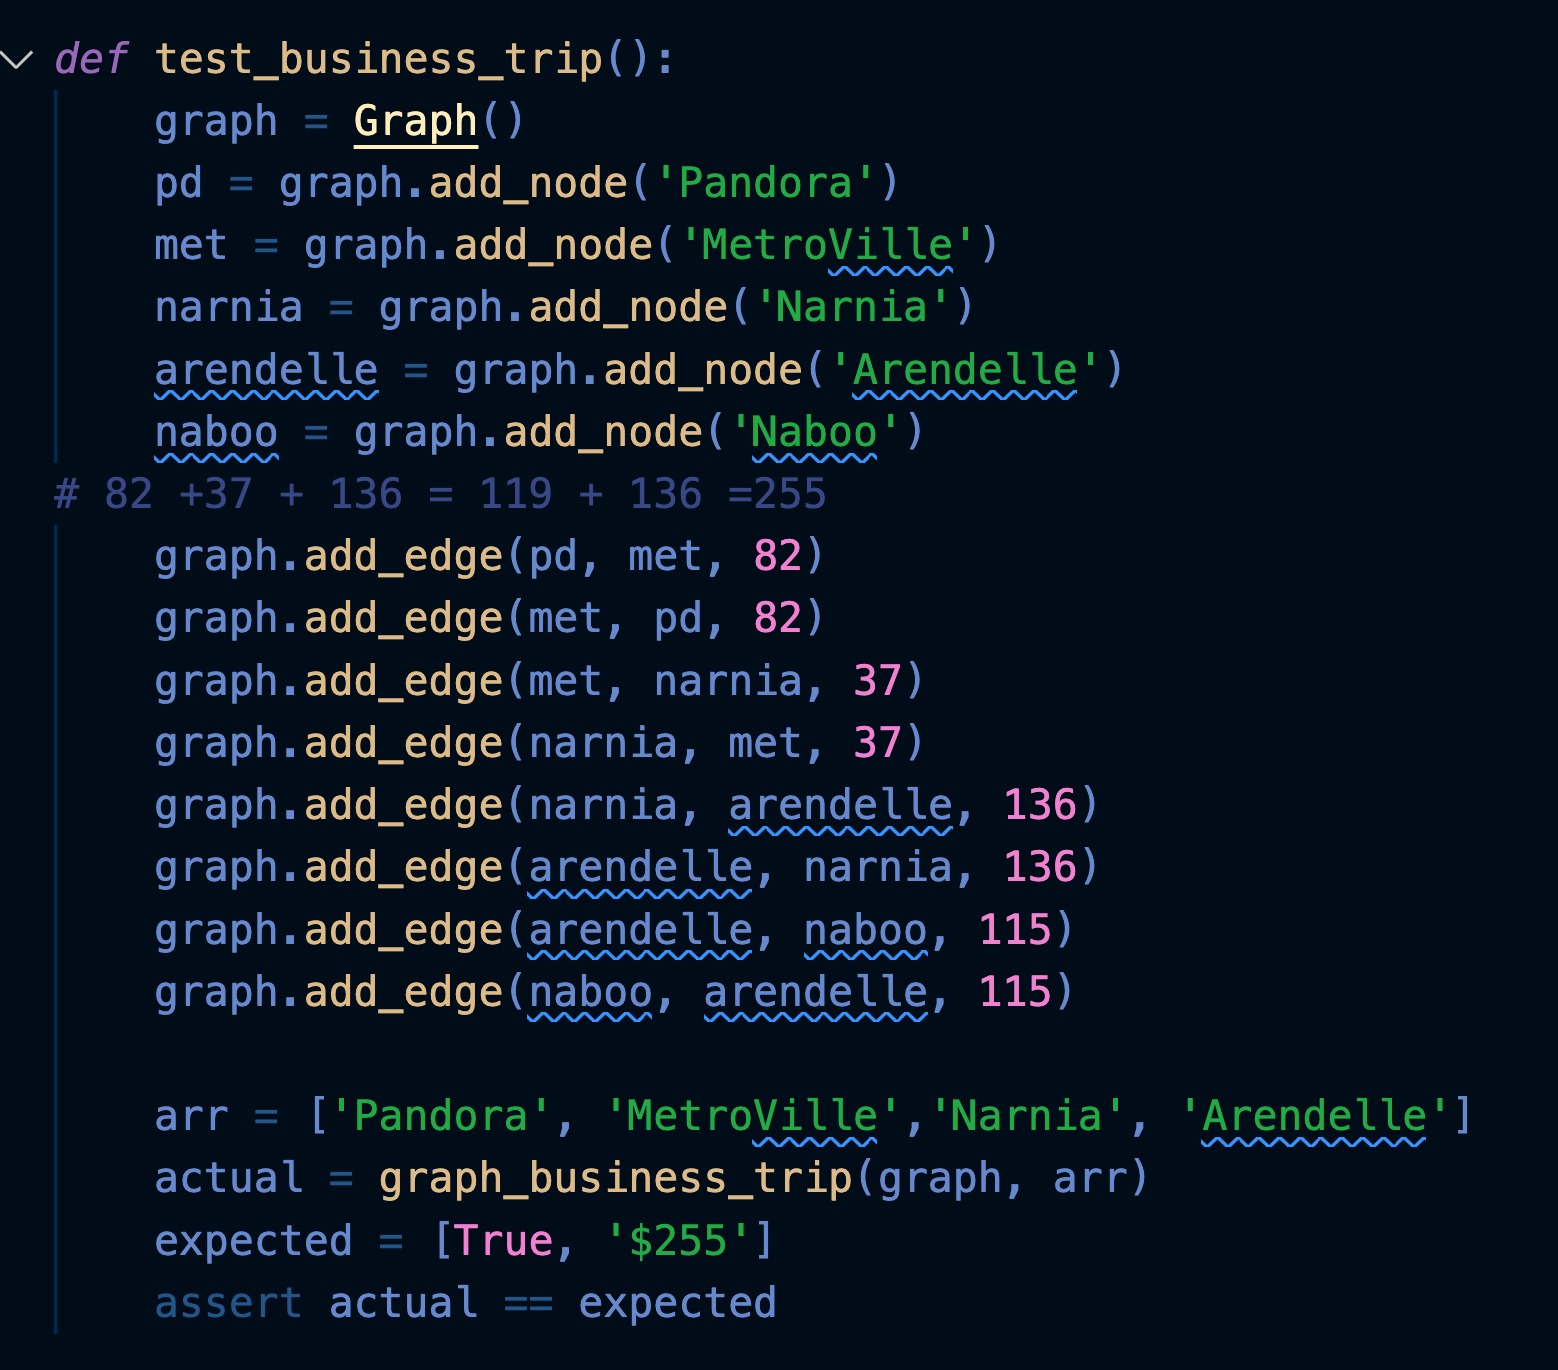 def test_business_trip():
    graph = Graph()
    pd = graph.add_node('Pandora')
    met = graph.add_node('MetroVille')
    narnia = graph.add_node('Narnia')
    arendelle = graph.add_node('Arendelle')
    naboo = graph.add_node('Naboo')
# 82 +37 + 136 = 119 + 136 =255
    graph.add_edge(pd, met, 82)
    graph.add_edge(met, pd, 82)
    graph.add_edge(met, narnia, 37)
    graph.add_edge(narnia, met, 37)
    graph.add_edge(narnia, arendelle, 136)
    graph.add_edge(arendelle, narnia, 136)
    graph.add_edge(arendelle, naboo, 115)
    graph.add_edge(naboo, arendelle, 115)
    arr = ['Pandora', 'MetroVille','Narnia', 'Arendelle']
    actual = graph_business_trip(graph, arr)
    expected = [True, '$255']
    assert actual == expected